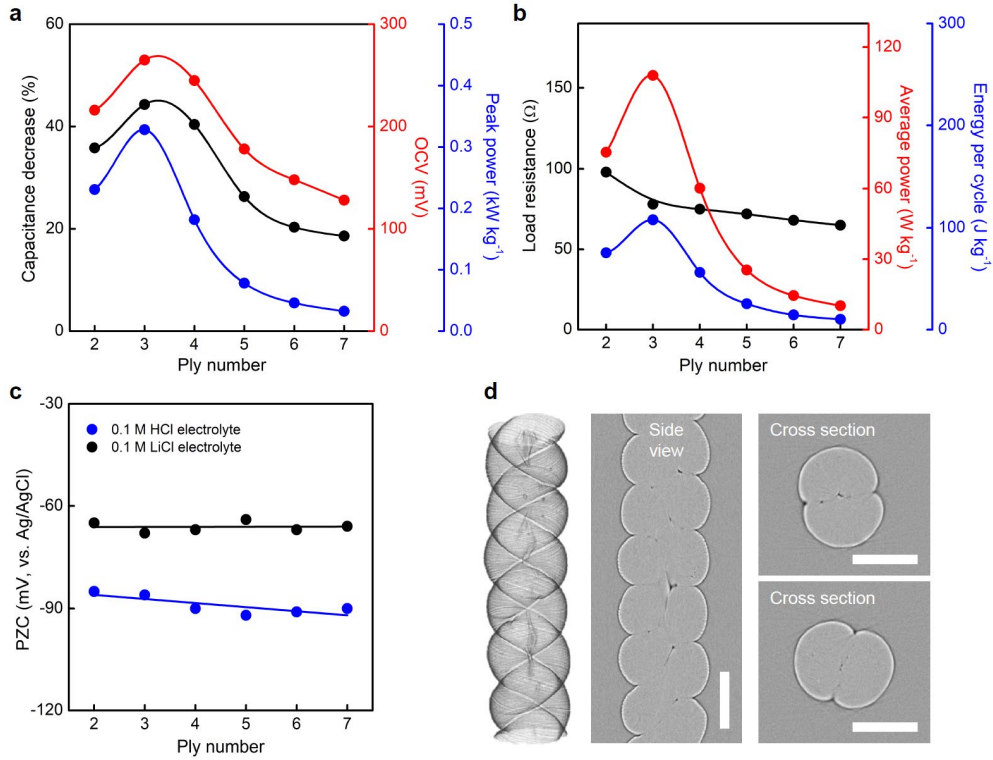 a
60
40
20
0
Capacitance decrease (%)
2 3 4 5 6 7
Ply number
300
200
100
0
OCV (mV)
0.5
0.4
0.3
0.2
0.1
0.0
Peak power (kW kg⁻¹)
b
150
100
50
0
Load resistance (Ω)
2 3 4 5 6 7
Ply number
120
90
60
30
0
Average power (W kg⁻¹)
300
200
100
0
Energy per cycle (J kg⁻¹)
c
-30
-60
-90
-120
PZC (mV, vs. Ag/AgCl)
0.1 M HCl electrolyte
0.1 M LiCl electrolyte
2 3 4 5 6 7
Ply number
d
Side
view
Cross section
Cross section